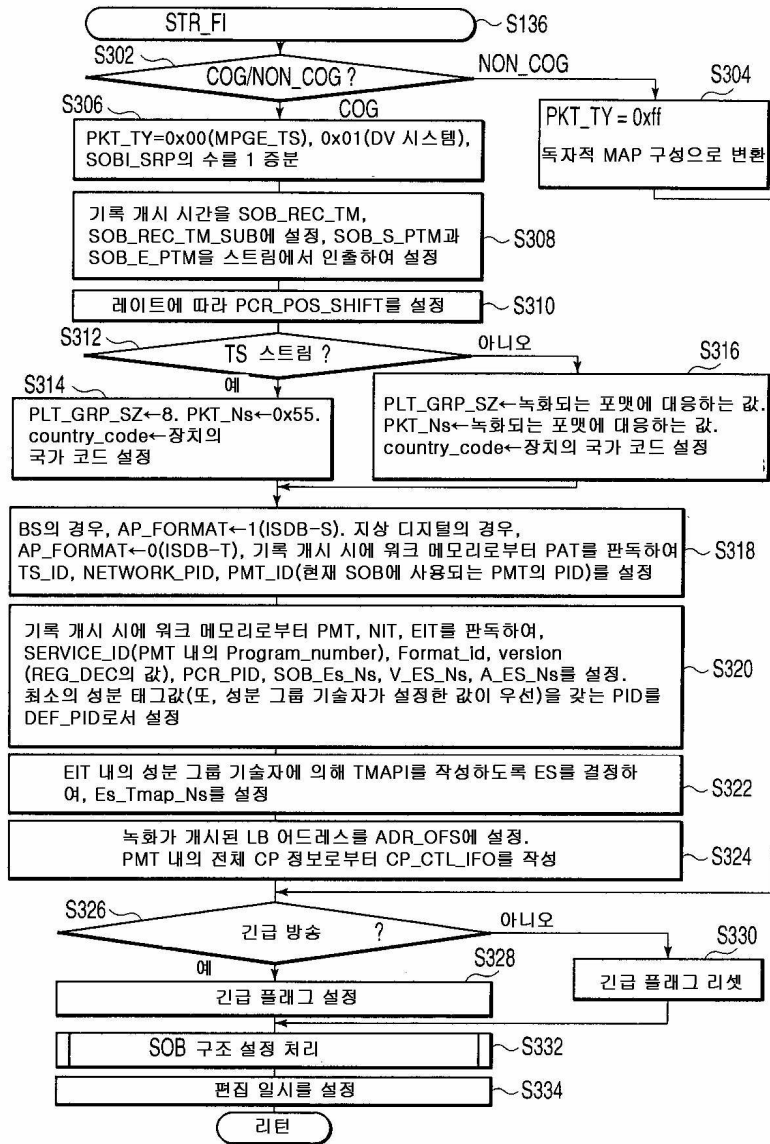 STR_FI
S136
S302
COG/NON_COG ?
NON_COG
S304
PKT_TY = 0xff
독자적 MAP 구성으로 변환
COG
S306
PKT_TY=0x00(MPGE_TS), 0x01(DV 시스템),
SOBI_SRP의 수를 1 증분
기록 개시 시간을 SOB_REC_TM,
SOB_REC_TM_SUB에 설정, SOB_S_PTM과
SOB_E_PTM을 스트림에서 인출하여 설정
S308
레이트에 따라 PCR_POS_SHIFT를 설정
S310
S312
TS 스트림 ?
아니오
예
S314
PLT_GRP_SZ←8. PKT_Ns←0x55.
country_code←장치의
국가 코드 설정
S316
PLT_GRP_SZ←녹화되는 포맷에 대응하는 값.
PKT_Ns←녹화되는 포맷에 대응하는 값.
country_code←장치의 국가 코드 설정
BS의 경우, AP_FORMAT←1(ISDB-S). 지상 디지털의 경우,
AP_FORMAT←0(ISDB-T), 기록 개시 시에 워크 메모리로부터 PAT를 판독하여
TS_ID, NETWORK_PID, PMT_ID(현재 SOB에 사용되는 PMT의 PID)를 설정
S318
기록 개시 시에 워크 메모리로부터 PMT, NIT, EIT를 판독하여,
SERVICE_ID(PMT 내의 Program_number), Format_id, version
(REG_DEC의 값), PCR_PID, SOB_Es_Ns, V_ES_Ns, A_ES_Ns를 설정.
최소의 성분 태그값(또, 성분 그룹 기술자가 설정한 값이 우선)을 갖는 PID를
DEF_PID로서 설정
S320
EIT 내의 성분 그룹 기술자에 의해 TMAPI를 작성하도록 ES를 결정하
여, Es_Tmap_Ns를 설정
S322
녹화가 개시된 LB 어드레스를 ADR_OFS에 설정.
PMT 내의 전체 CP 정보로부터 CP_CTL_IFO를 작성
S324
S326
긴급 방송 ?
아니오
예
S328
긴급 플래그 설정
S330
긴급 플래그 리셋
SOB 구조 설정 처리
S332
편집 일시를 설정
S334
리턴